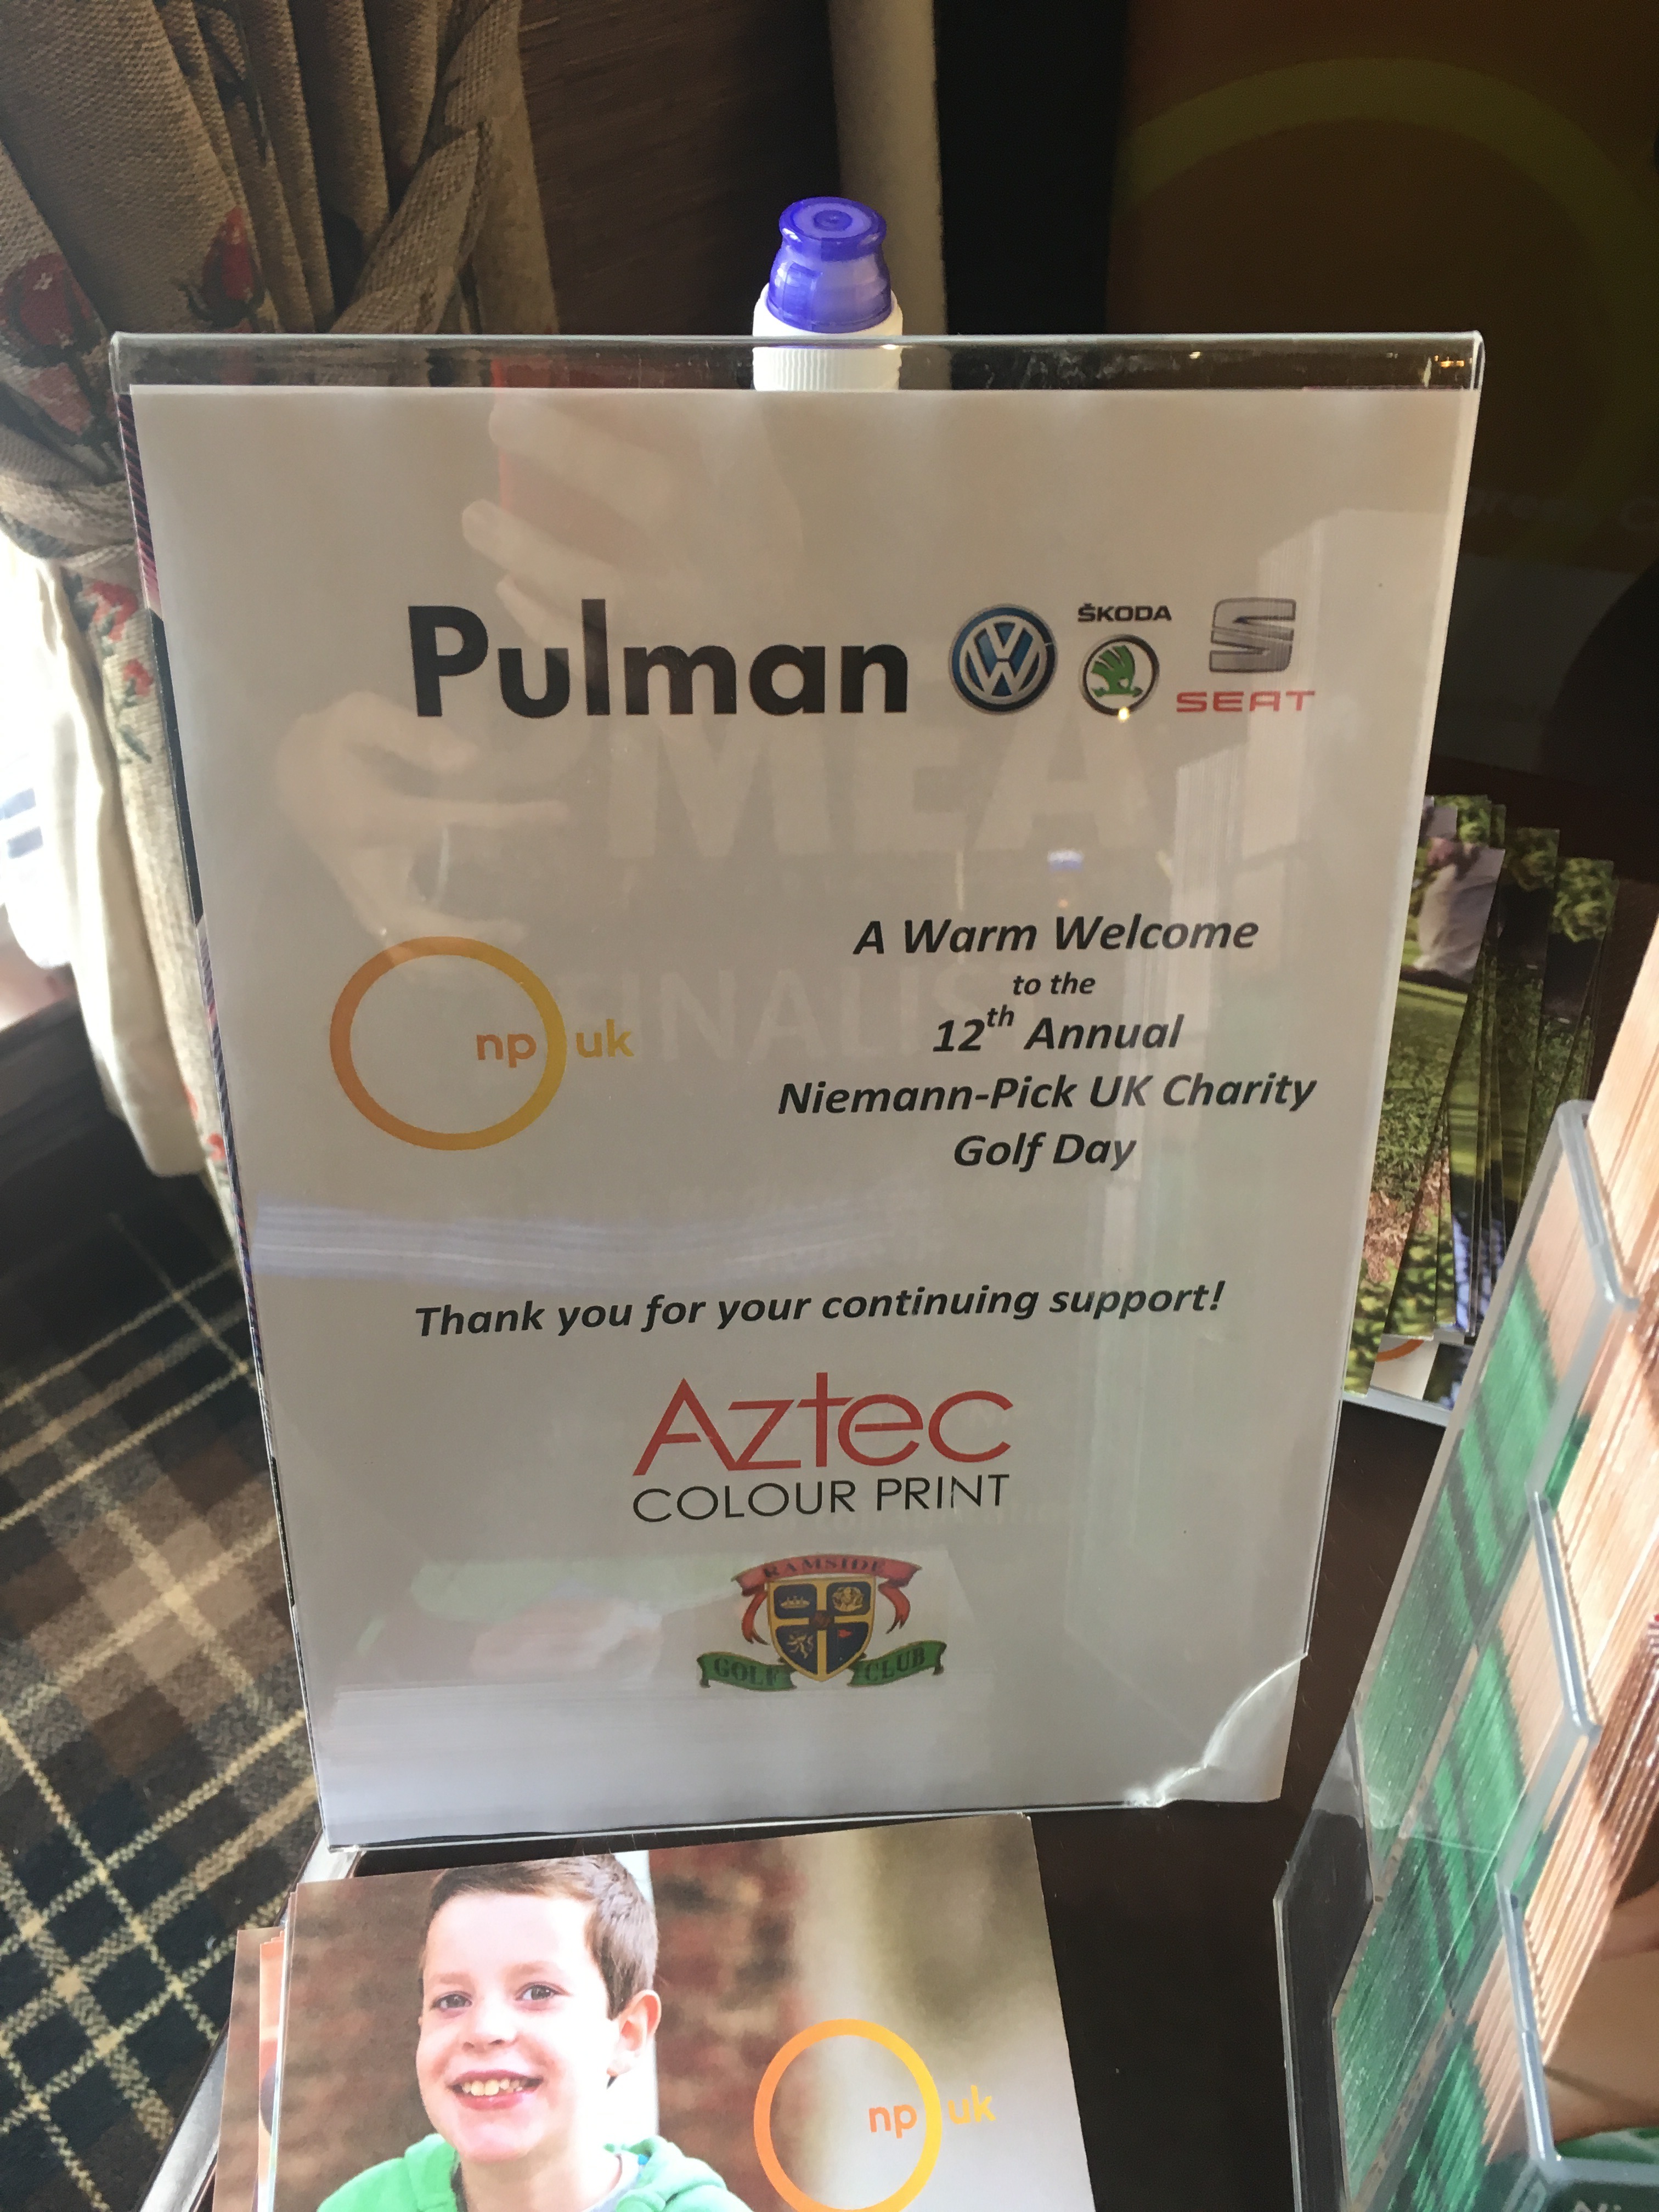 Pulman
ŠKODA
SEAT
MEA
A Warm Welcome
to the
12th Annual
Niemann-Pick UK Charity
Golf Day
np uk
Thank you for your continuing support!
Aztec
COLOUR PRINT
RAMSIDE
GOLF CLUB
np uk